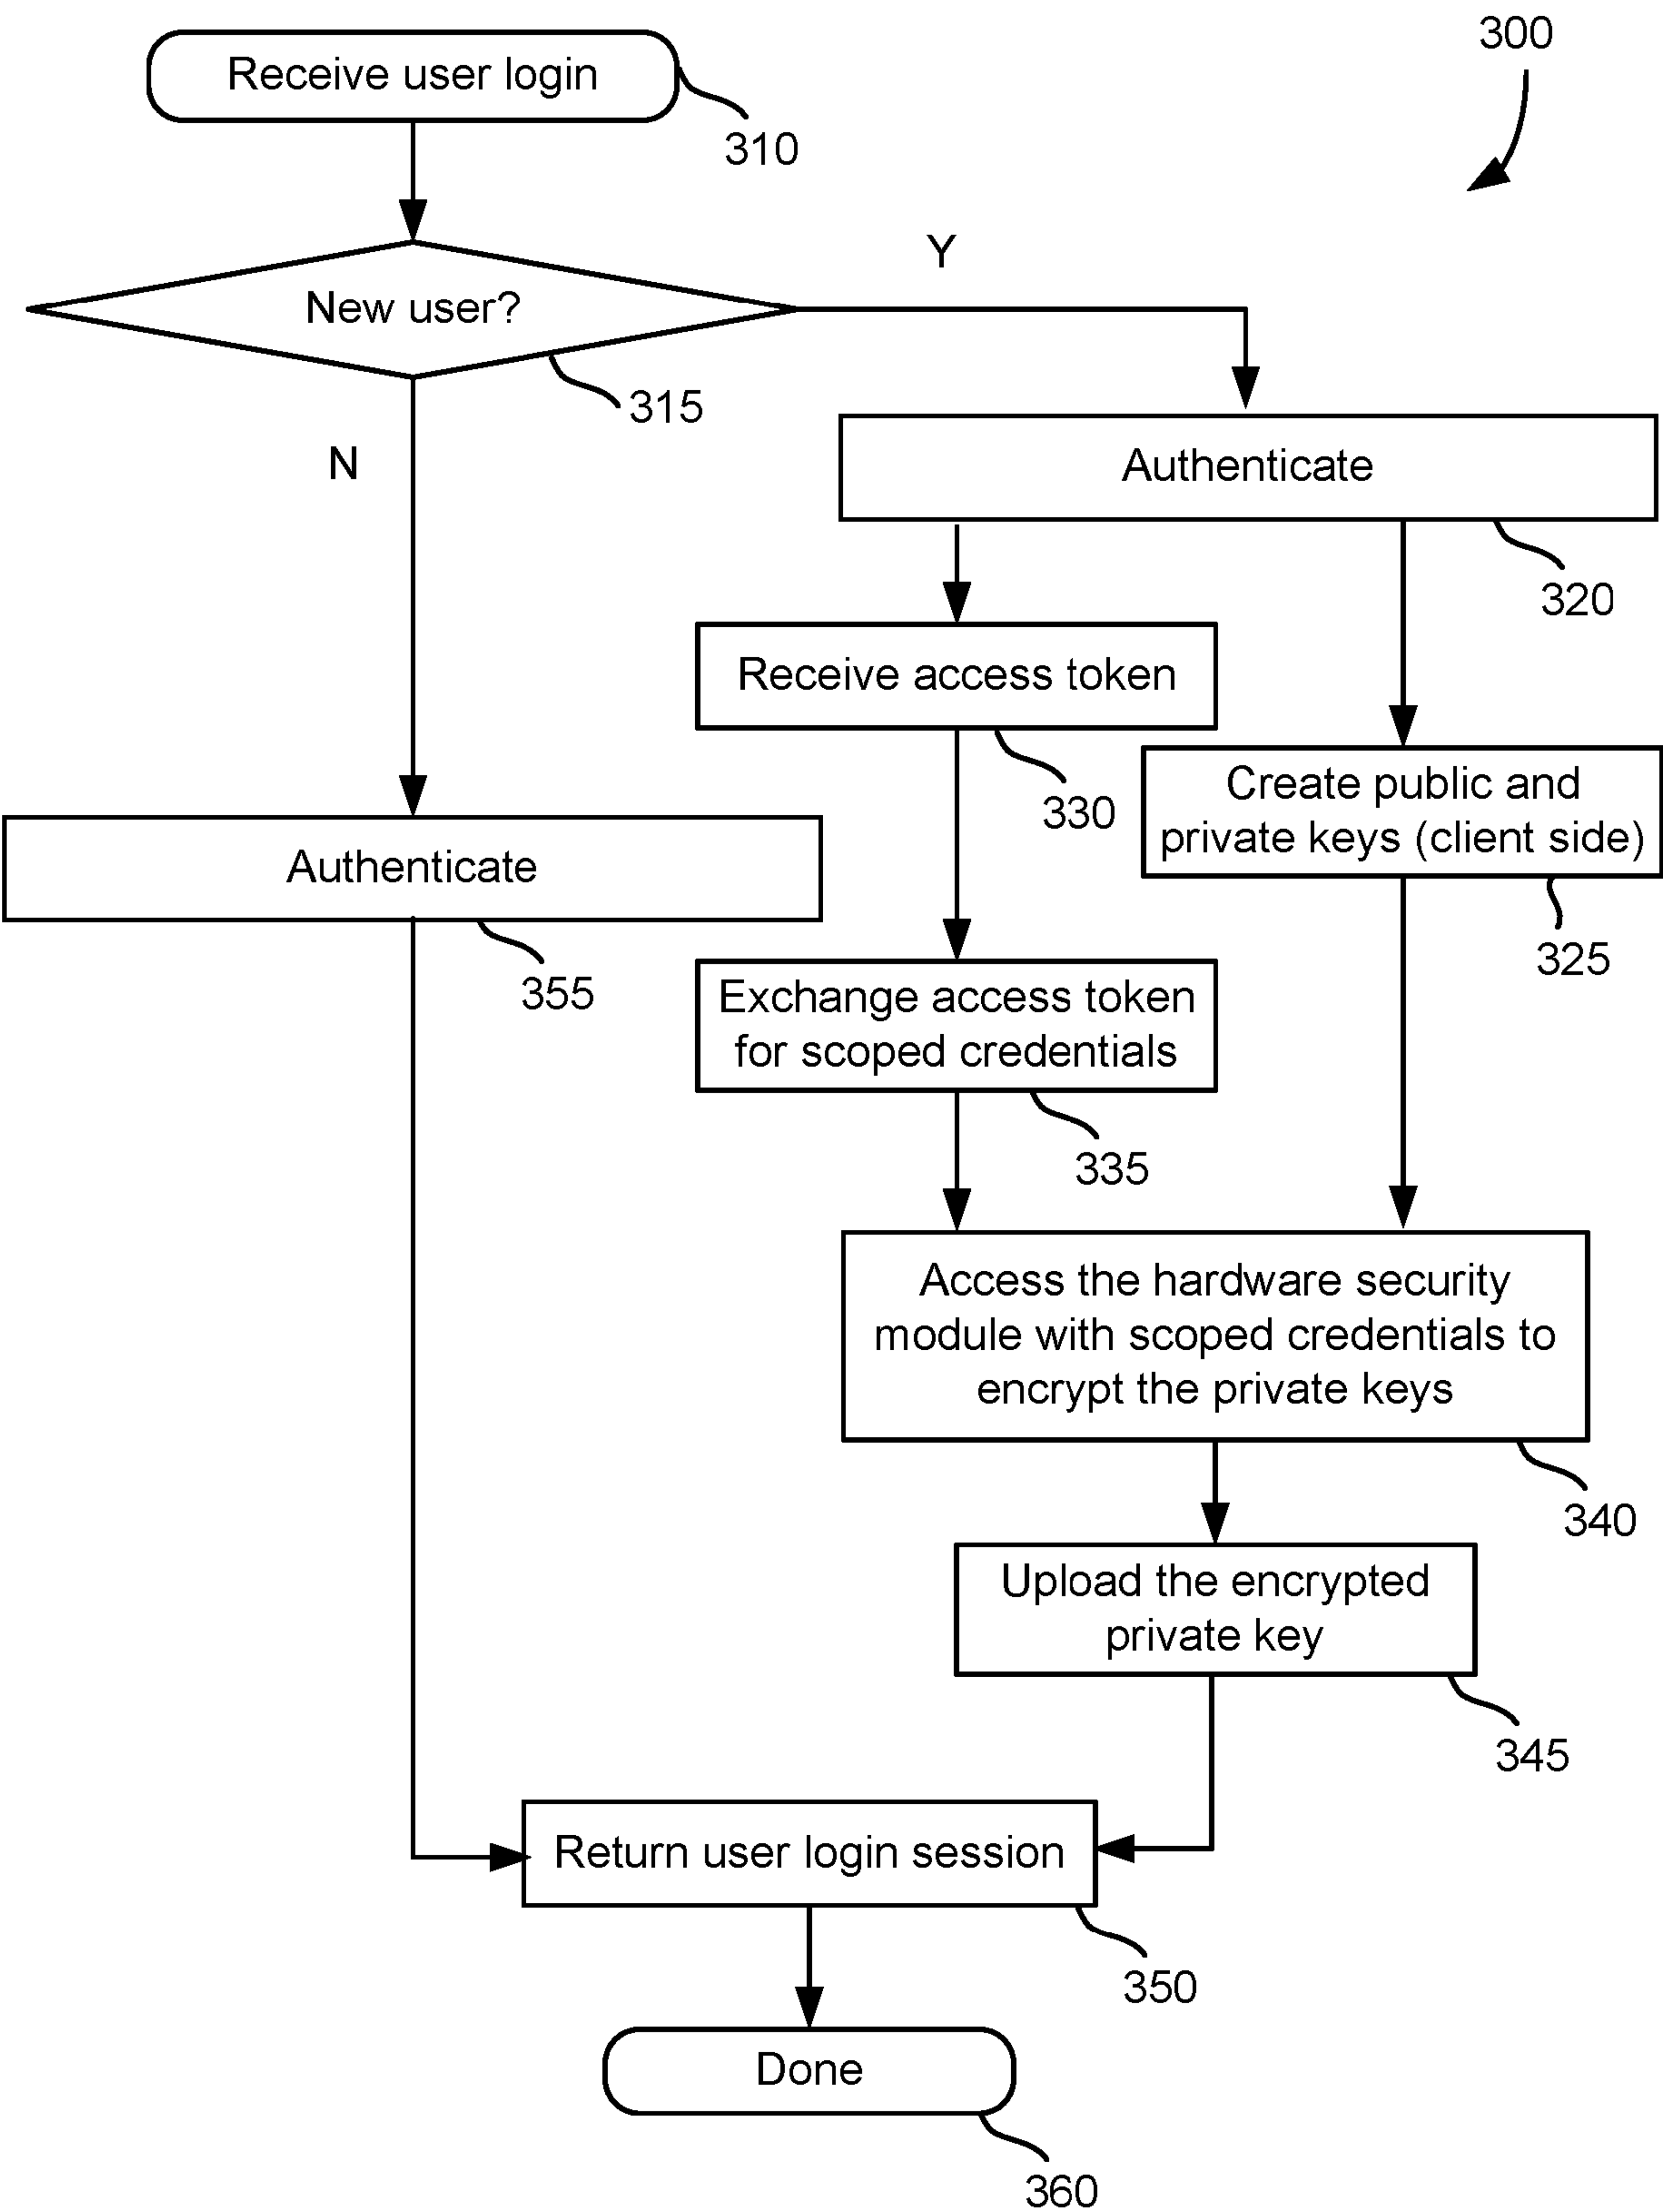 300
Receive user login
310
New user?
Y
315
N
Authenticate
320
Receive access token
330
Create public and
private keys (client side)
325
Authenticate
355
Exchange access token
for scoped credentials
335
Access the hardware security
module with scoped credentials to
encrypt the private keys
340
Upload the encrypted
private key
345
Return user login session
350
Done
360